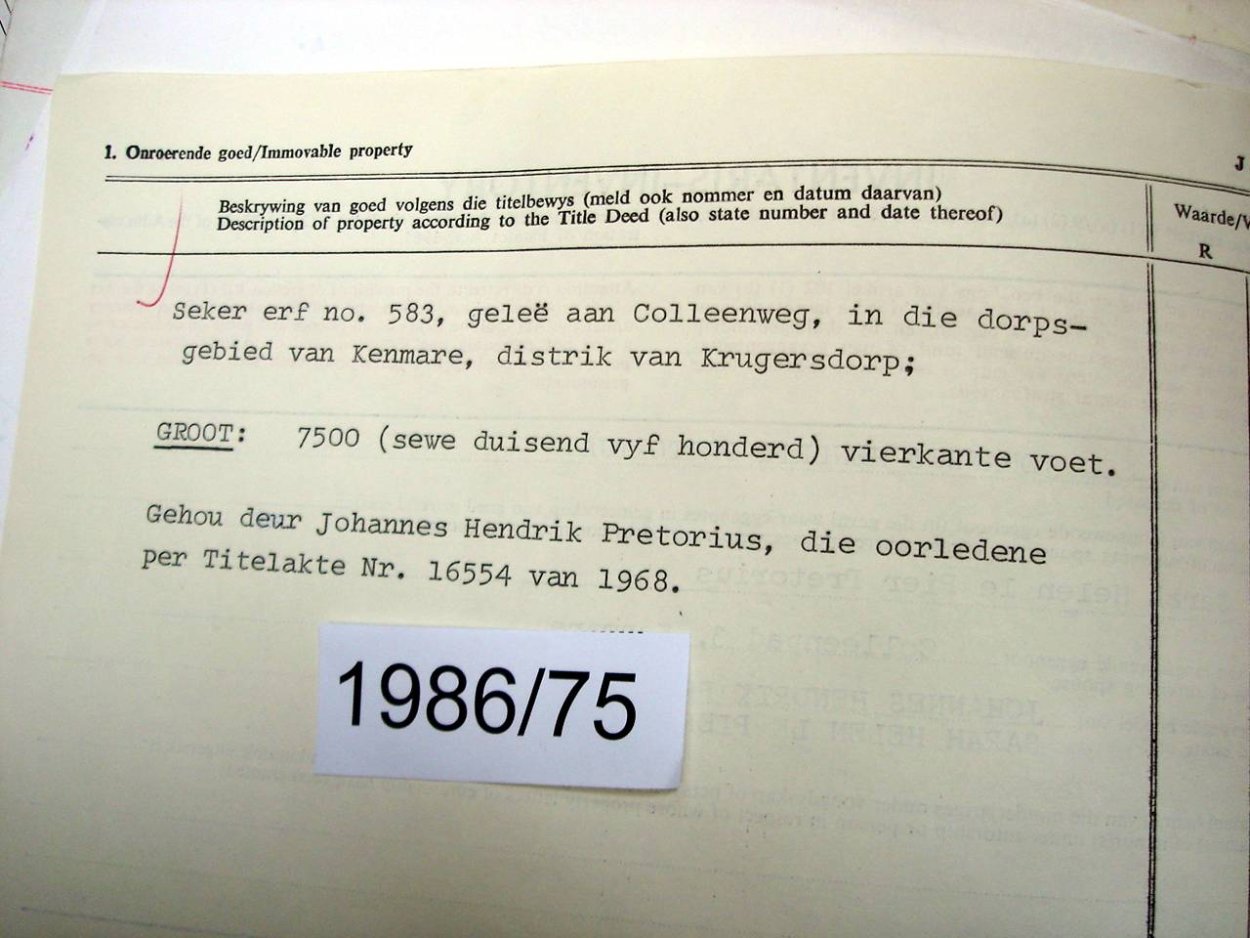 1. Onroerende goed/Immovable property
J
Beskrywing van goed volgens die titelbewys (meld ook nommer en datum daarvan)
Description of property according to the Title Deed (also state number and date thereof)
Waarde/V
R
Seker erf no. 583, geleë aan Colleenweg, in die dorps-
gebied van Kenmare, distrik van Krugersdorp;
GROOT: 7500 (sewe duisend vyf honderd) vierkante voet.
Gehou deur Johannes Hendrik Pretorius, die oorledene
per Titelakte Nr. 16554 van 1968.
1986/75